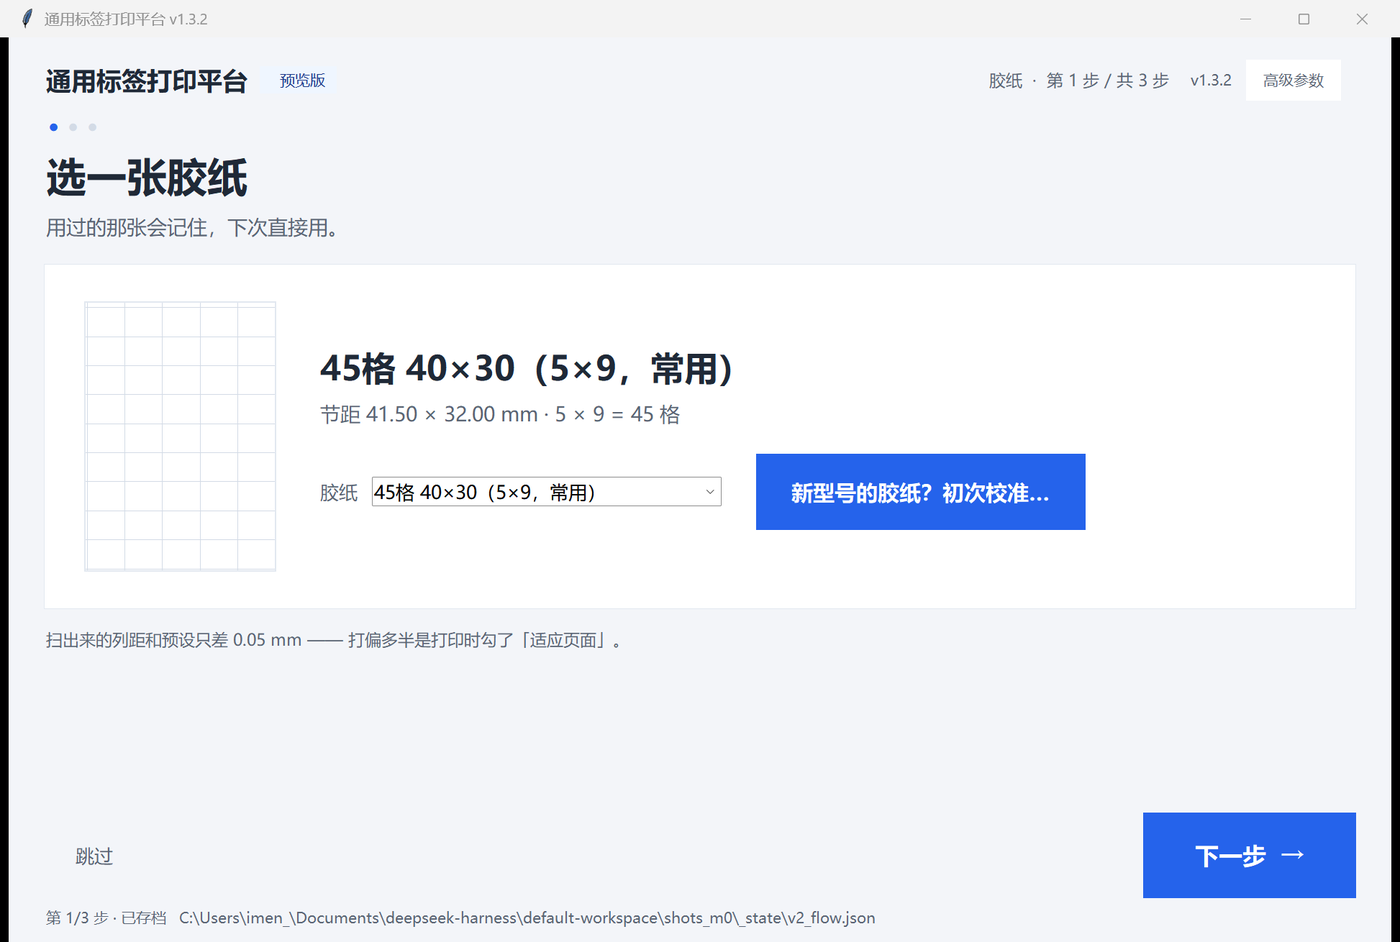 通用标签打印平台 v1.3.2
通用标签打印平台 预览版 胶纸 · 第 1 步 / 共 3 步 v1.3.2 高级参数
选一张胶纸
用过的那张会记住，下次直接用。
45格 40×30（5×9，常用）
节距 41.50 × 32.00 mm · 5 × 9 = 45 格
胶纸 45格 40×30（5×9，常用） 新型号的胶纸？初次校准…
扫出来的列距和预设只差 0.05 mm —— 打偏多半是打印时勾了「适应页面」。
跳过 下一步 →
第 1/3 步 · 已存档 C:\Users\imen_\Documents\deepseek-harness\default-workspace\shots_m0\_state\v2_flow.json